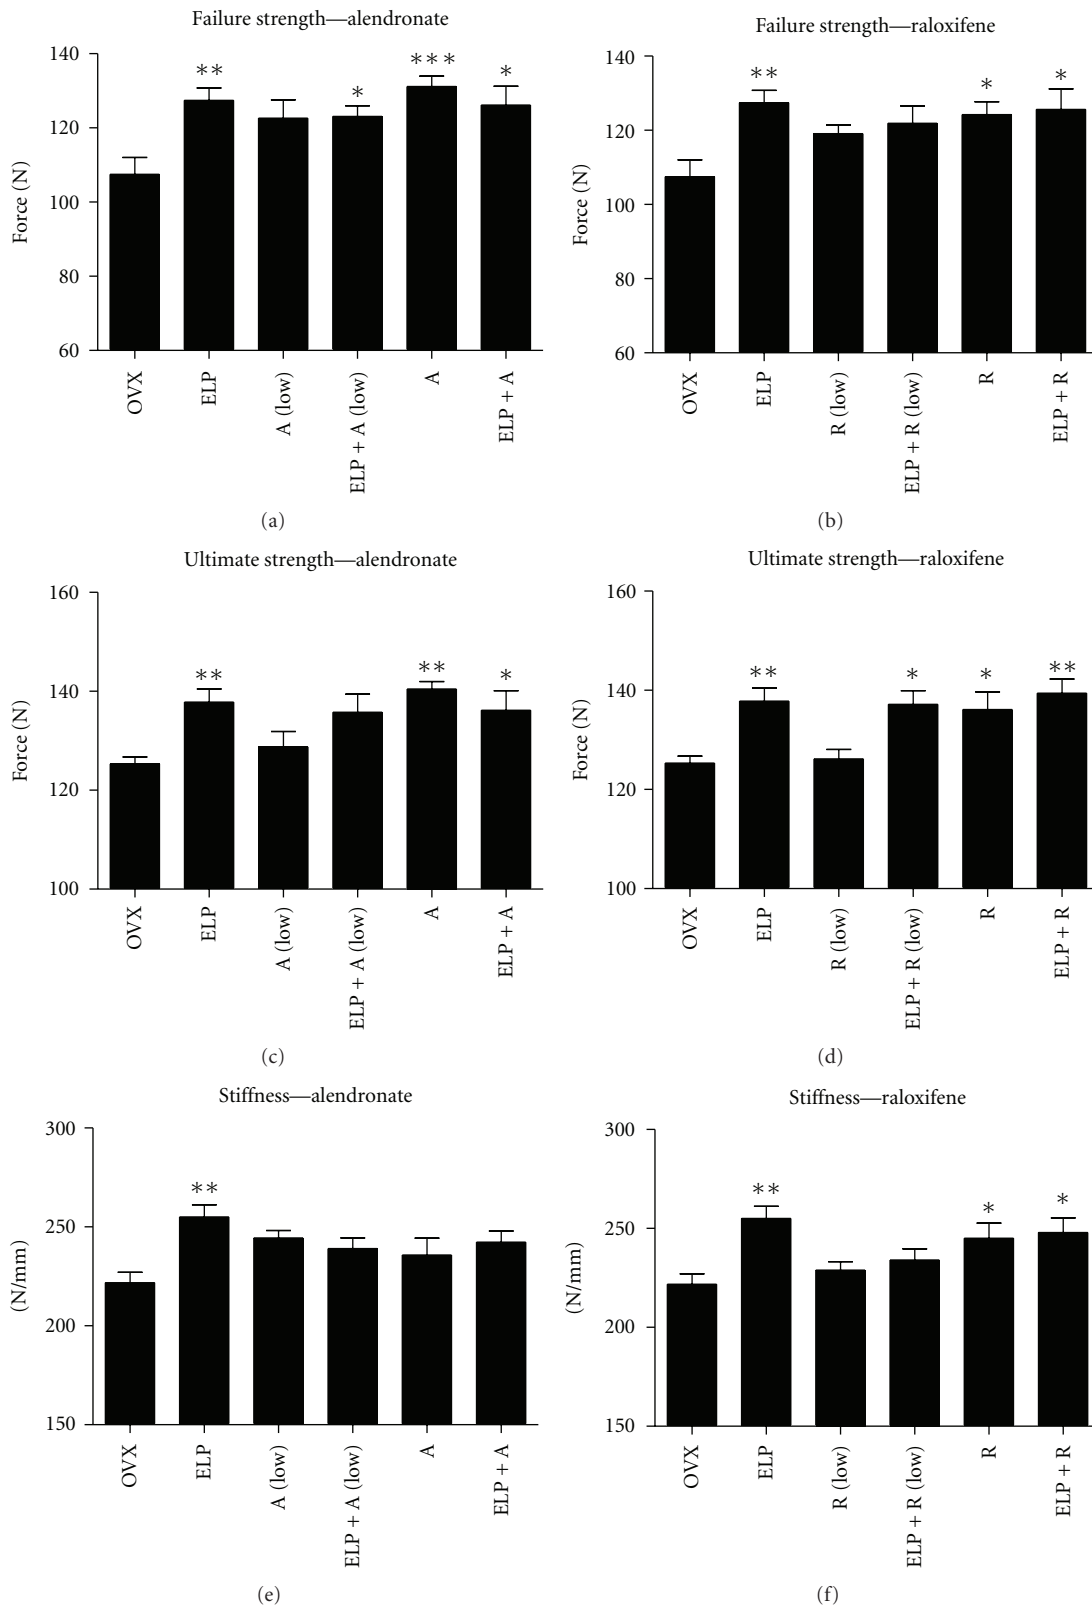 Failure strength—alendronate
∗∗
∗
∗∗∗
∗
140
120
100
80
60
Force (N)
OVX
ELP
A (low)
ELP + A (low)
A
ELP + A
(a)
Failure strength—raloxifene
∗∗
∗
∗
140
120
100
80
60
Force (N)
OVX
ELP
R (low)
ELP + R (low)
R
ELP + R
(b)
Ultimate strength—alendronate
∗∗
∗∗
∗
160
140
120
100
Force (N)
OVX
ELP
A (low)
ELP + A (low)
A
ELP + A
(c)
Ultimate strength—raloxifene
∗∗
∗
∗
∗∗
160
140
120
100
Force (N)
OVX
ELP
R (low)
ELP + R (low)
R
ELP + R
(d)
Stiffness—alendronate
∗∗
300
250
200
150
(N/mm)
OVX
ELP
A (low)
ELP + A (low)
A
ELP + A
(e)
Stiffness—raloxifene
∗∗
∗
∗
300
250
200
150
(N/mm)
OVX
ELP
R (low)
ELP + R (low)
R
ELP + R
(f)